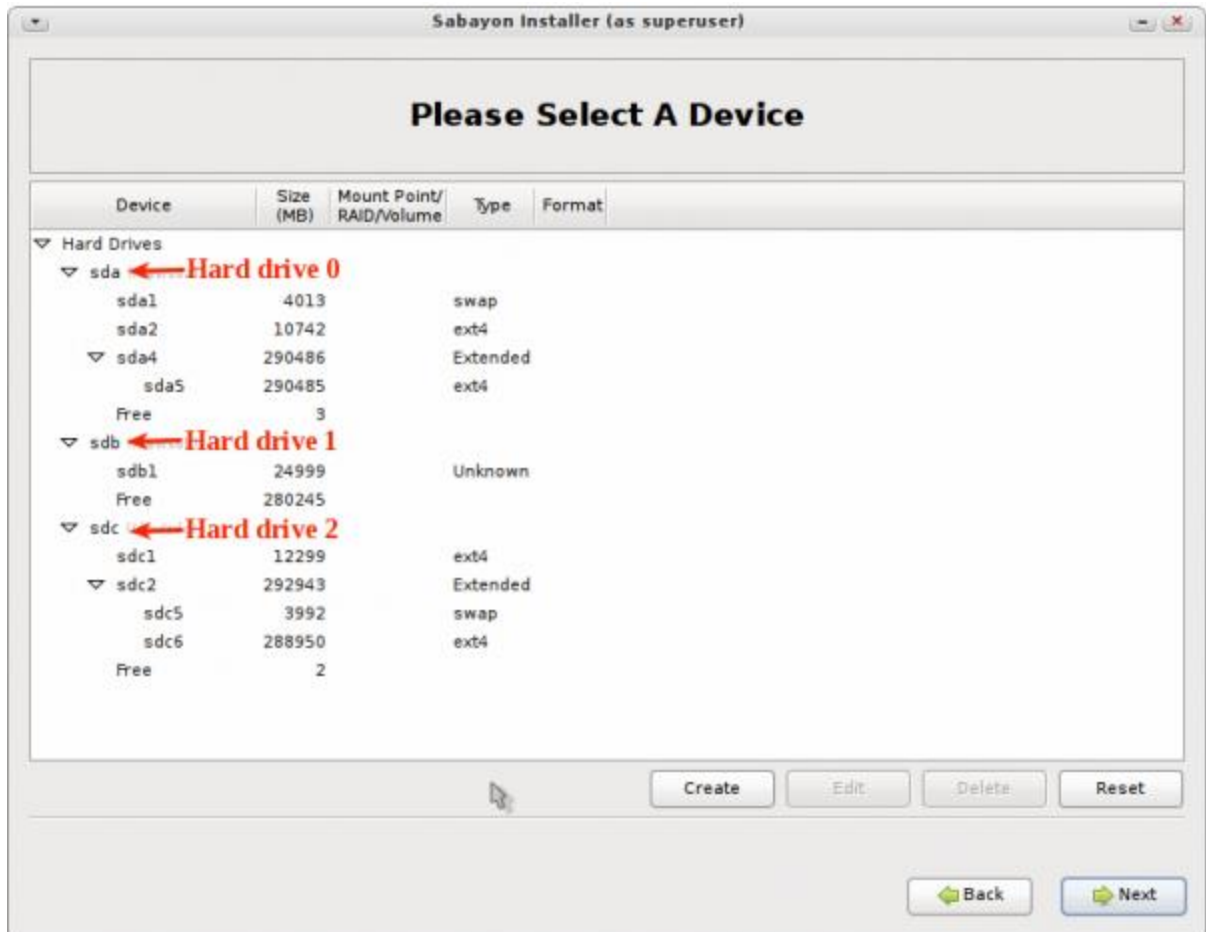 Sabayon Installer (as superuser)
Please Select A Device
Device Size (MB) Mount Point/ RAID/Volume Type Format
Hard Drives
sda Hard drive 0
sda1 4013 swap
sda2 10742 ext4
sda4 290486 Extended
sda5 290485 ext4
Free 3
sdb Hard drive 1
sdb1 24999 Unknown
Free 280245
sdc Hard drive 2
sdc1 12299 ext4
sdc2 292943 Extended
sdc5 3992 swap
sdc6 288950 ext4
Free 2
Create Edit Delete Reset
Back Next